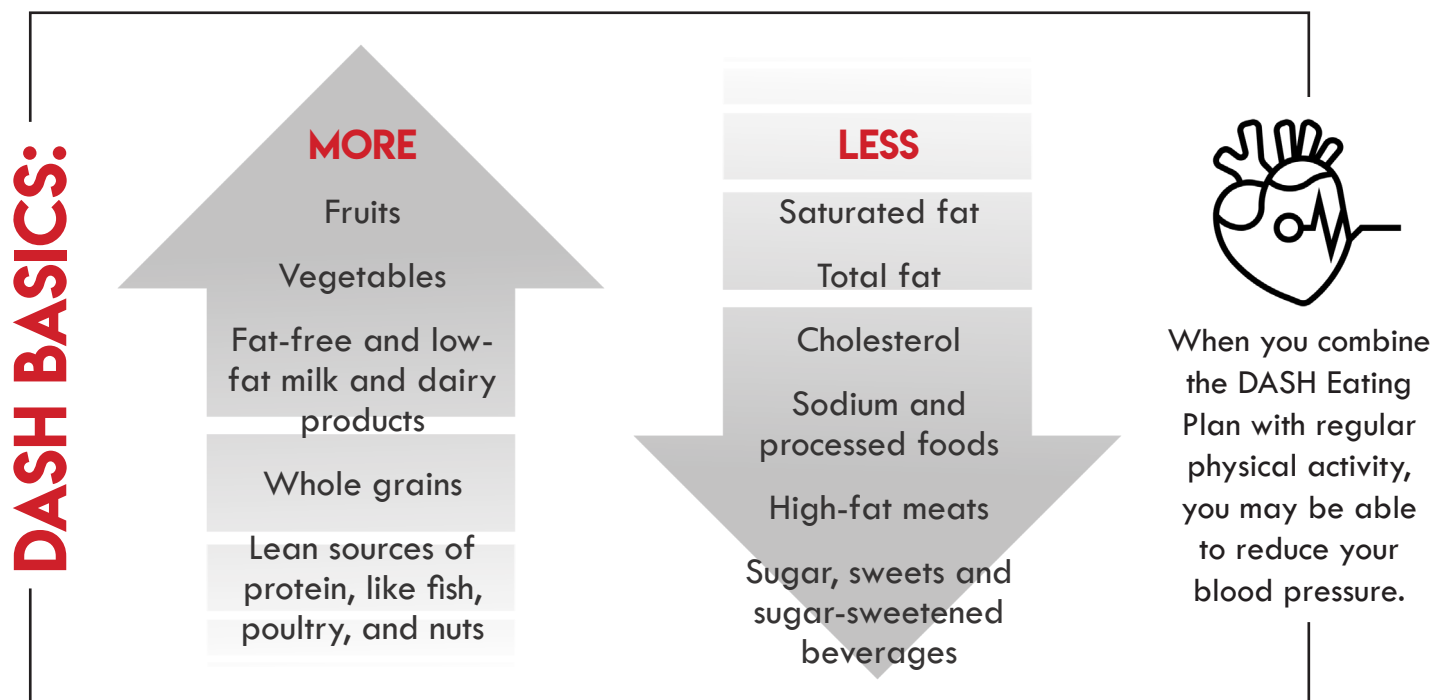 DASH BASICS:
MORE
Fruits
Vegetables
Fat-free and low-
fat milk and dairy
products
Whole grains
Lean sources of
protein, like fish,
poultry, and nuts
LESS
Saturated fat
Total fat
Cholesterol
Sodium and
processed foods
High-fat meats
Sugar, sweets and
sugar-sweetened
beverages
When you combine
the DASH Eating
Plan with regular
physical activity,
you may be able
to reduce your
blood pressure.